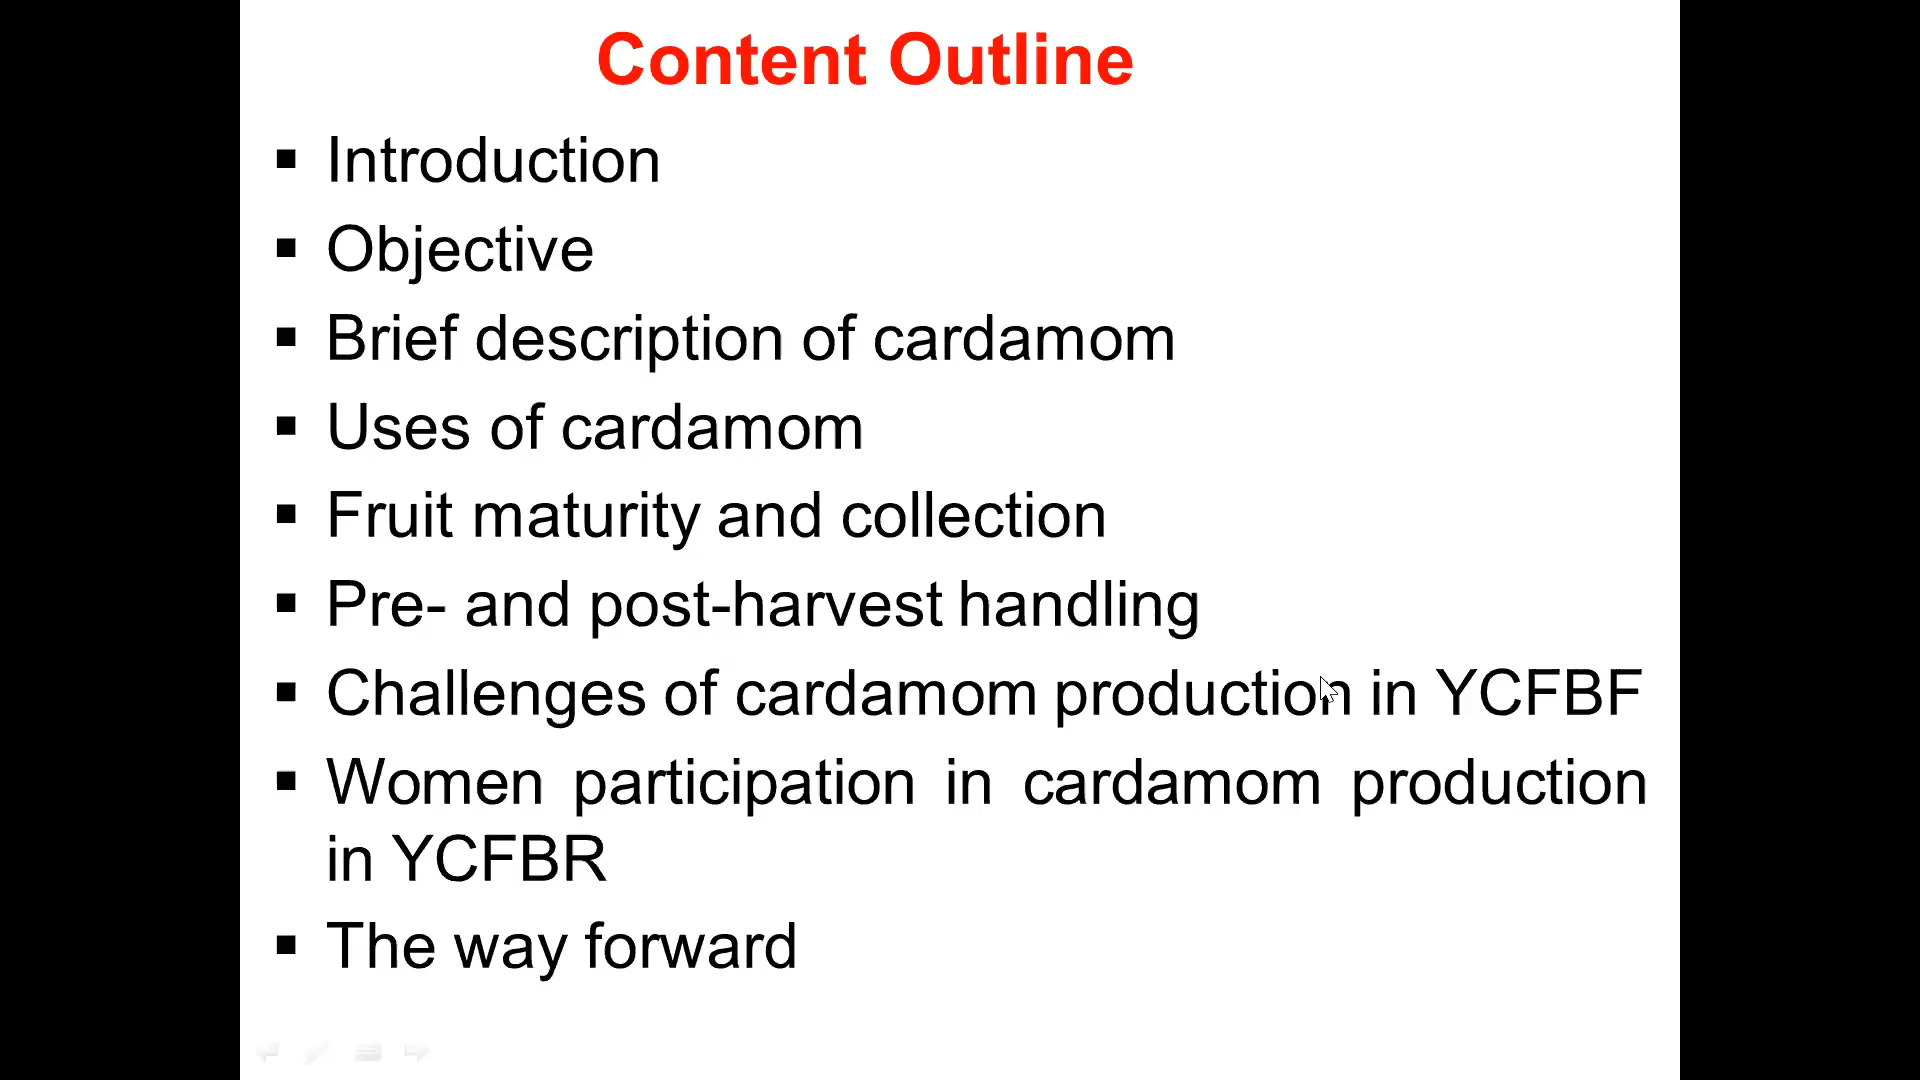 Content Outline
▪ Introduction
▪ Objective
▪ Brief description of cardamom
▪ Uses of cardamom
▪ Fruit maturity and collection
▪ Pre- and post-harvest handling
▪ Challenges of cardamom production in YCFBF
▪ Women participation in cardamom production
in YCFBR
▪ The way forward